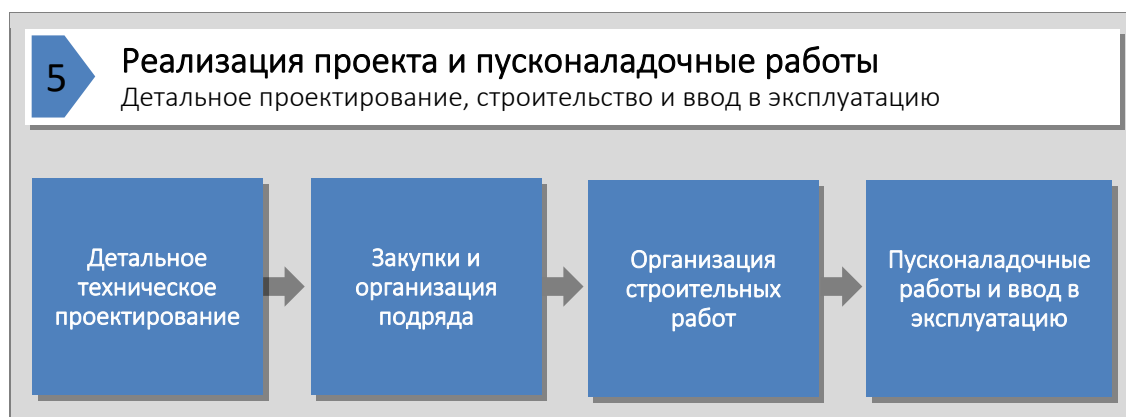 5
Реализация проекта и пусконаладочные работы
Детальное проектирование, строительство и ввод в эксплуатацию
Детальное
техническое
проектирование
Закупки и
организация
подряда
Организация
строительных
работ
Пусконаладочные
работы и ввод в
эксплуатацию